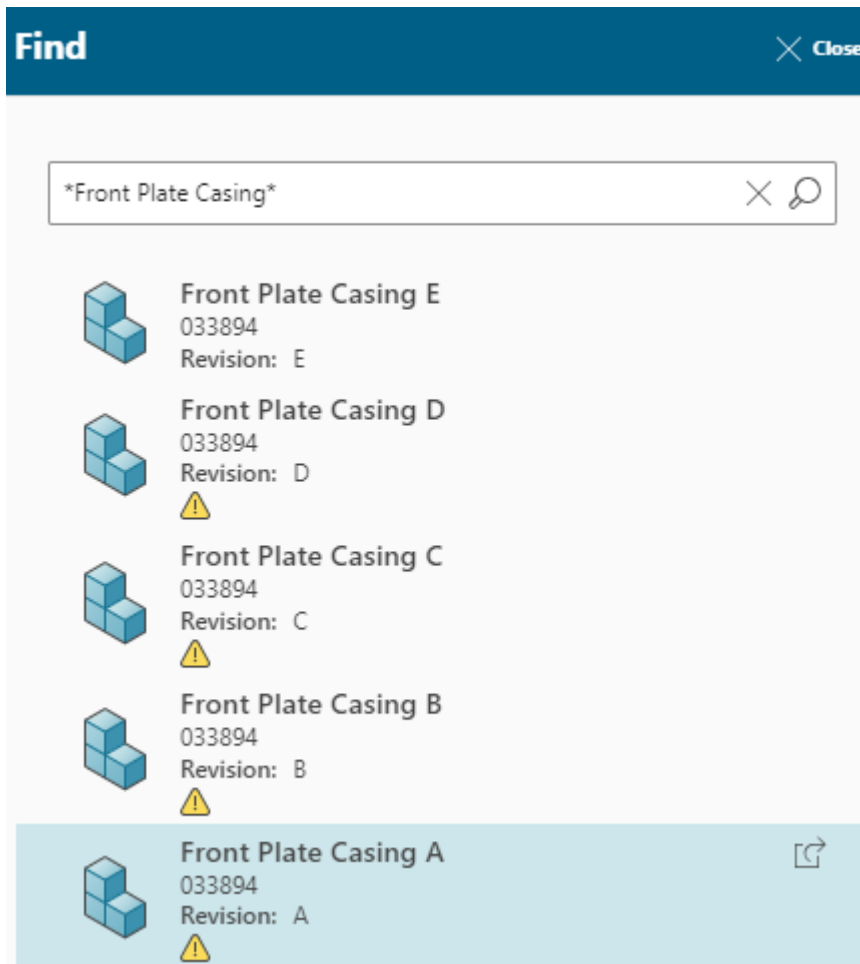 Find
Close
*Front Plate Casing*
Front Plate Casing E
033894
Revision: E
Front Plate Casing D
033894
Revision: D
Front Plate Casing C
033894
Revision: C
Front Plate Casing B
033894
Revision: B
Front Plate Casing A
033894
Revision: A